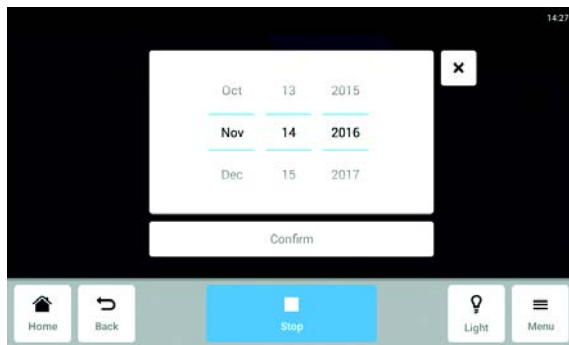 14:27
Oct 13 2015
Nov 14 2016
Dec 15 2017
Confirm
Home Back Stop Light Menu